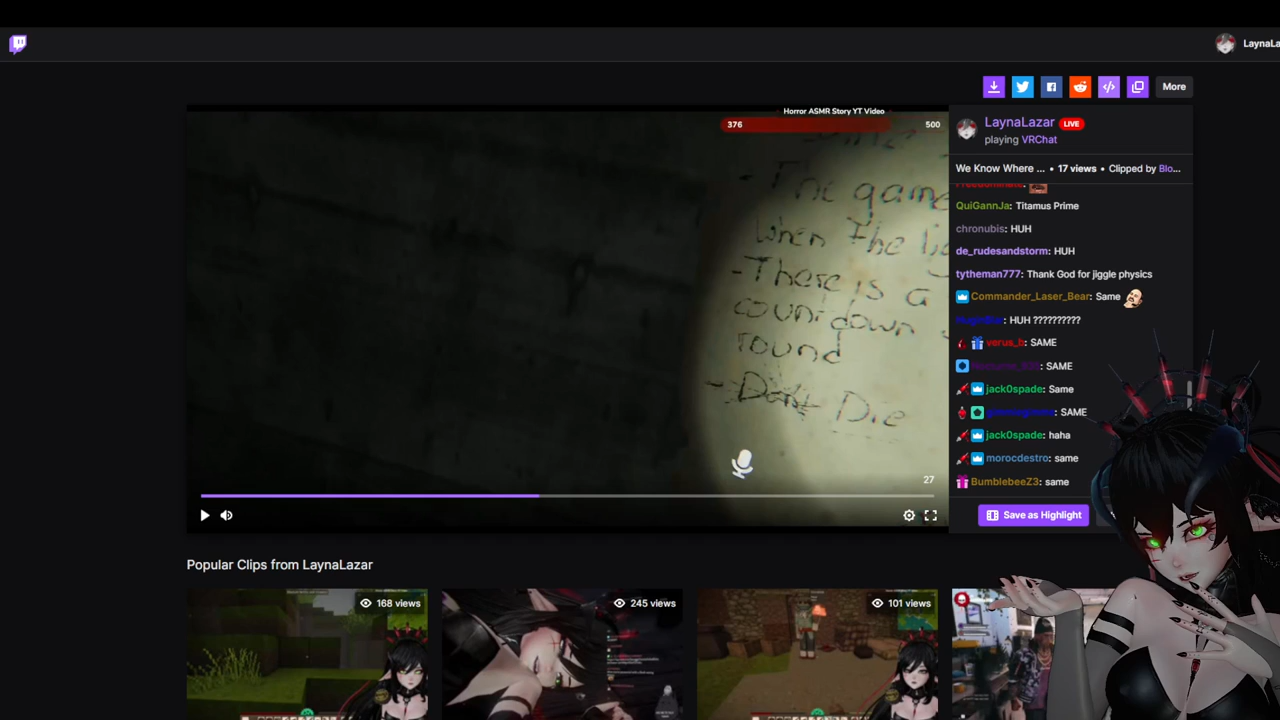 LaynaLa
More
Horror ASMR Story YT Video
376
500
LaynaLazar LIVE
playing VRChat
We Know Where ... • 17 views • Clipped by Blo...
Freedominate:
QuiGannJa: Titamus Prime
chronubis: HUH
de_rudesandstorm: HUH
tytheman777: Thank God for jiggle physics
Commander_Laser_Bear: Same
HUH ??????????
verus_b: SAME
SAME
jack0spade: Same
SAME
jack0spade: haha
morocdestro: same
BumblebeeZ3: same
- The game
When the li
- There is a
countdown
round
- Dont Die
27
Save as Highlight
Popular Clips from LaynaLazar
168 views
245 views
101 views